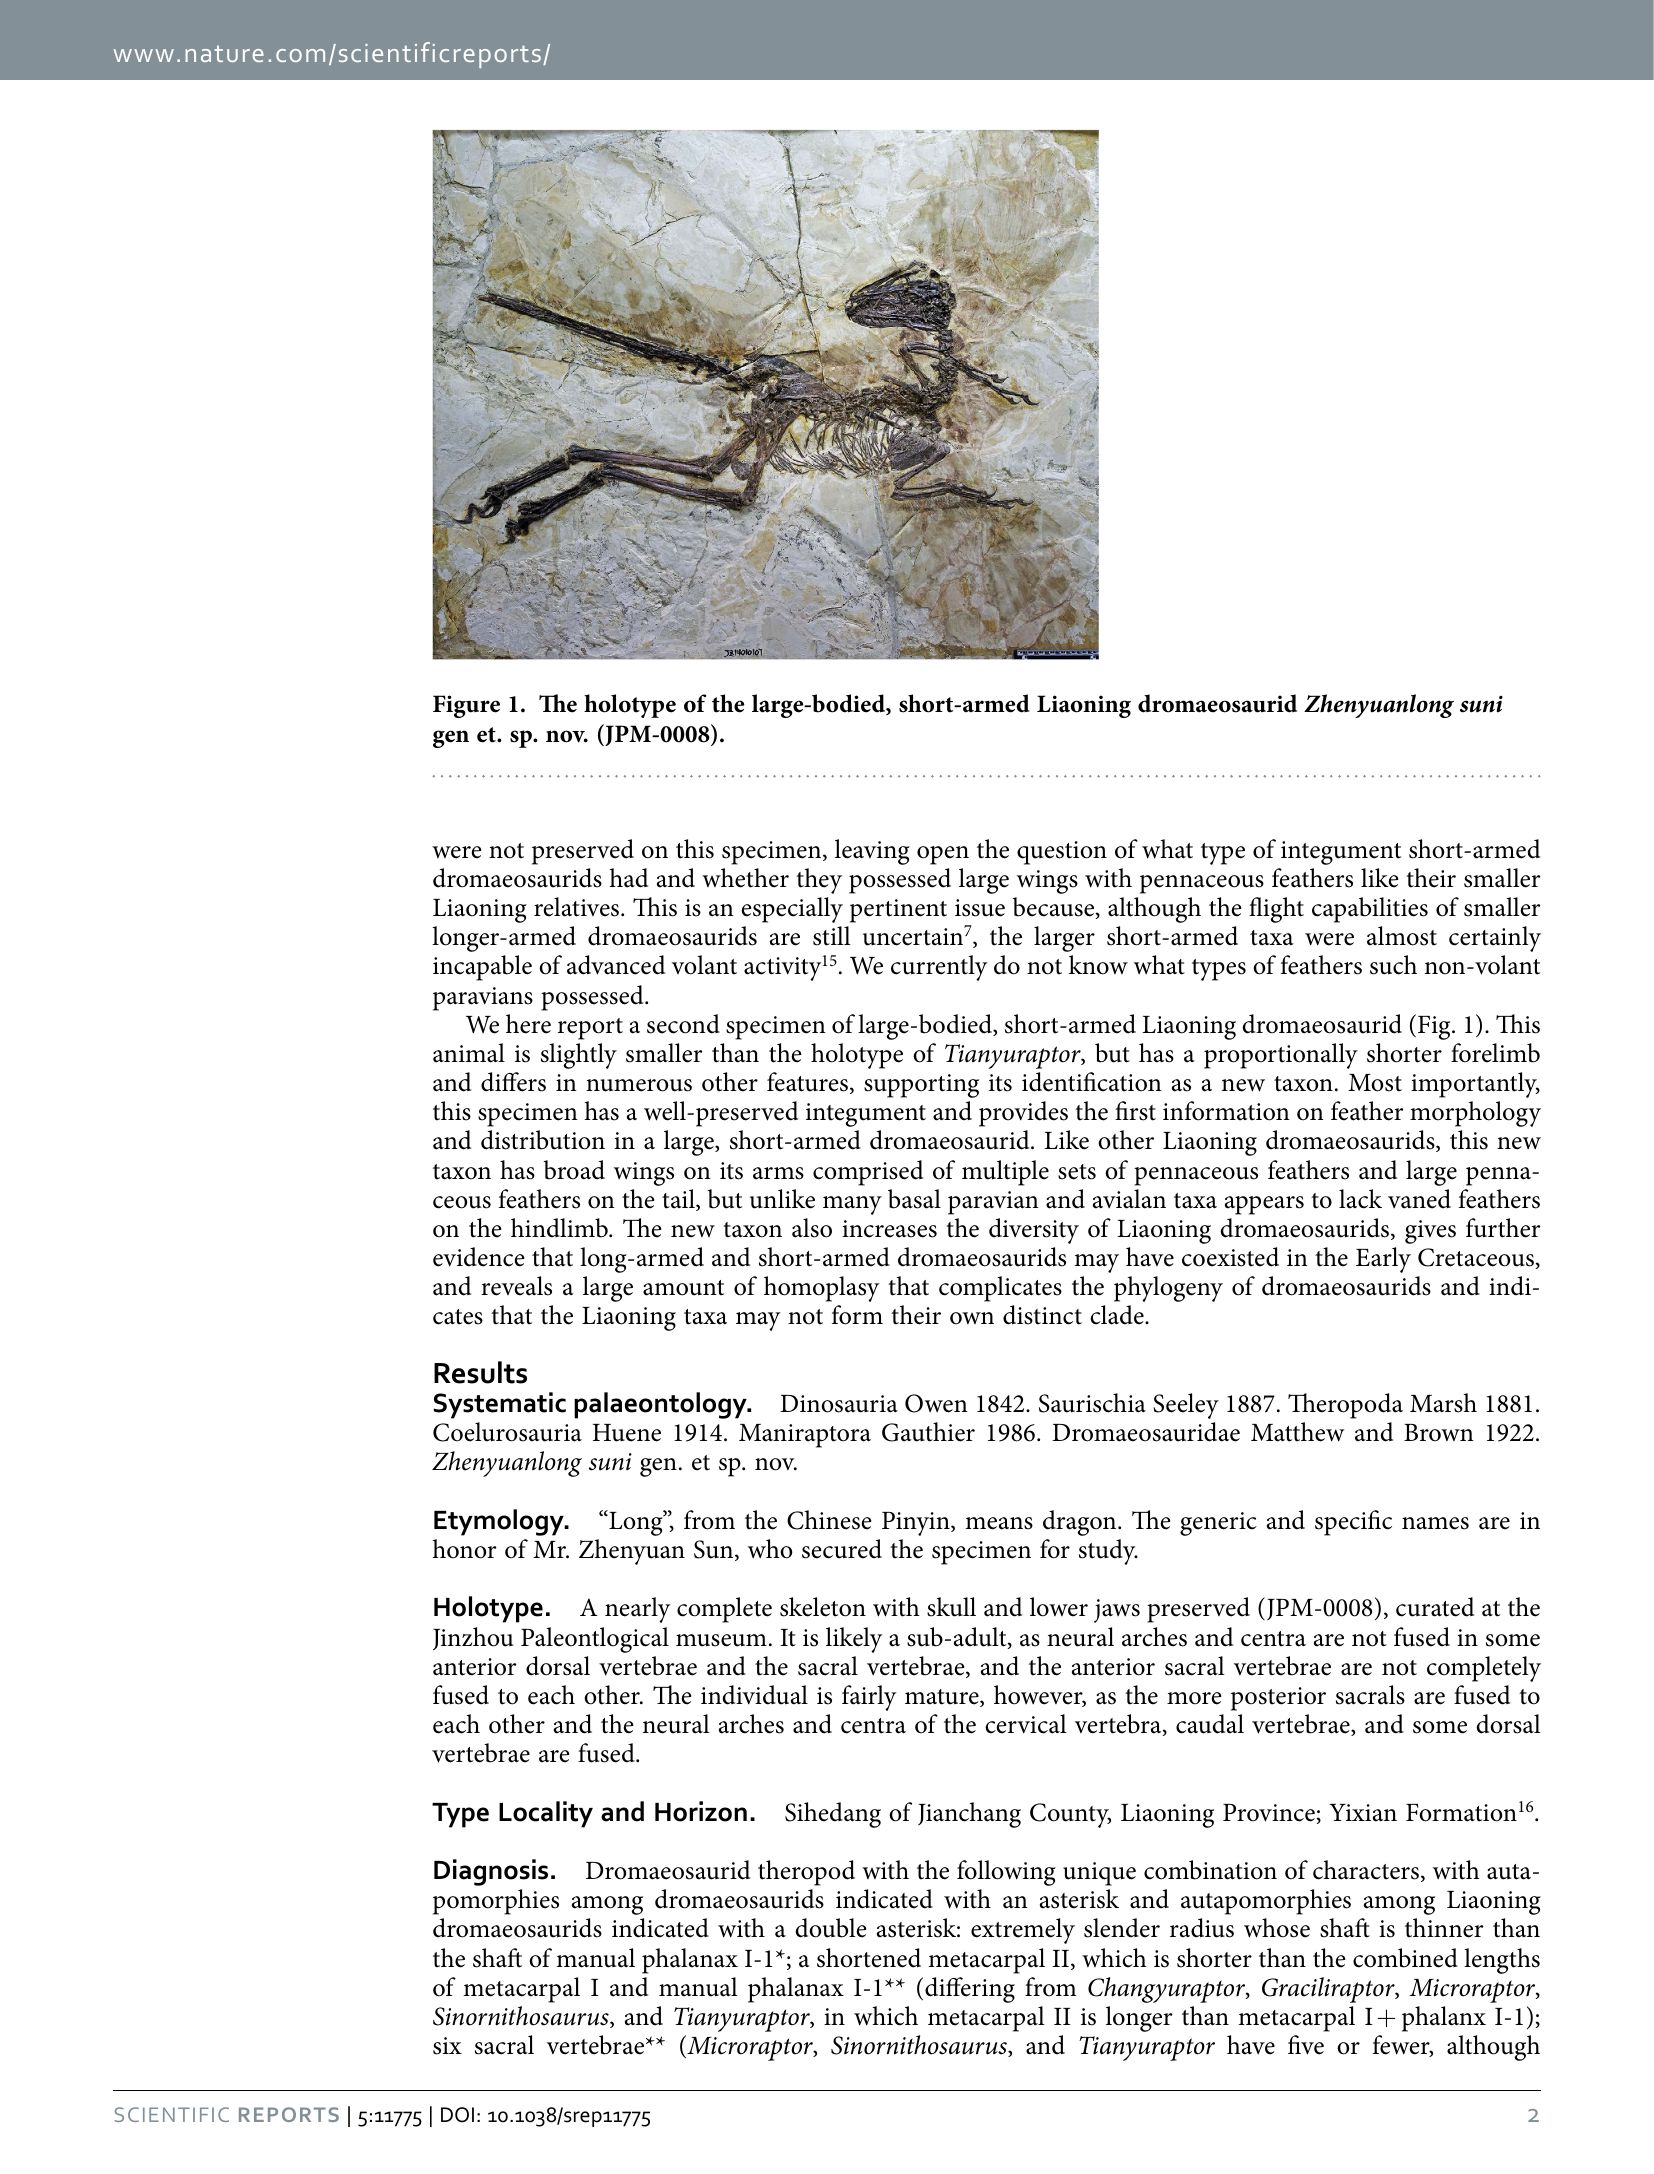 www.nature.com/scientificreports/
JB14010107
Figure 1. The holotype of the large-bodied, short-armed Liaoning dromaeosaurid Zhenyuanlong suni
gen et. sp. nov. (JPM-0008).
were not preserved on this specimen, leaving open the question of what type of integument short-armed
dromaeosaurids had and whether they possessed large wings with pennaceous feathers like their smaller
Liaoning relatives. This is an especially pertinent issue because, although the flight capabilities of smaller
longer-armed dromaeosaurids are still uncertain7, the larger short-armed taxa were almost certainly
incapable of advanced volant activity15. We currently do not know what types of feathers such non-volant
paravians possessed.
We here report a second specimen of large-bodied, short-armed Liaoning dromaeosaurid (Fig. 1). This
animal is slightly smaller than the holotype of Tianyuraptor, but has a proportionally shorter forelimb
and differs in numerous other features, supporting its identification as a new taxon. Most importantly,
this specimen has a well-preserved integument and provides the first information on feather morphology
and distribution in a large, short-armed dromaeosaurid. Like other Liaoning dromaeosaurids, this new
taxon has broad wings on its arms comprised of multiple sets of pennaceous feathers and large penna-
ceous feathers on the tail, but unlike many basal paravian and avialan taxa appears to lack vaned feathers
on the hindlimb. The new taxon also increases the diversity of Liaoning dromaeosaurids, gives further
evidence that long-armed and short-armed dromaeosaurids may have coexisted in the Early Cretaceous,
and reveals a large amount of homoplasy that complicates the phylogeny of dromaeosaurids and indi-
cates that the Liaoning taxa may not form their own distinct clade.
Results
Systematic palaeontology. Dinosauria Owen 1842. Saurischia Seeley 1887. Theropoda Marsh 1881.
Coelurosauria Huene 1914. Maniraptora Gauthier 1986. Dromaeosauridae Matthew and Brown 1922.
Zhenyuanlong suni gen. et sp. nov.
Etymology. “Long”, from the Chinese Pinyin, means dragon. The generic and specific names are in
honor of Mr. Zhenyuan Sun, who secured the specimen for study.
Holotype. A nearly complete skeleton with skull and lower jaws preserved (JPM-0008), curated at the
Jinzhou Paleontlogical museum. It is likely a sub-adult, as neural arches and centra are not fused in some
anterior dorsal vertebrae and the sacral vertebrae, and the anterior sacral vertebrae are not completely
fused to each other. The individual is fairly mature, however, as the more posterior sacrals are fused to
each other and the neural arches and centra of the cervical vertebra, caudal vertebrae, and some dorsal
vertebrae are fused.
Type Locality and Horizon. Sihedang of Jianchang County, Liaoning Province; Yixian Formation16.
Diagnosis. Dromaeosaurid theropod with the following unique combination of characters, with auta-
pomorphies among dromaeosaurids indicated with an asterisk and autapomorphies among Liaoning
dromaeosaurids indicated with a double asterisk: extremely slender radius whose shaft is thinner than
the shaft of manual phalanax I-1*; a shortened metacarpal II, which is shorter than the combined lengths
of metacarpal I and manual phalanax I-1** (differing from Changyuraptor, Graciliraptor, Microraptor,
Sinornithosaurus, and Tianyuraptor, in which metacarpal II is longer than metacarpal I + phalanx I-1);
six sacral vertebrae** (Microraptor, Sinornithosaurus, and Tianyuraptor have five or fewer, although
SCIENTIFIC REPORTS | 5:11775 | DOI: 10.1038/srep11775
2